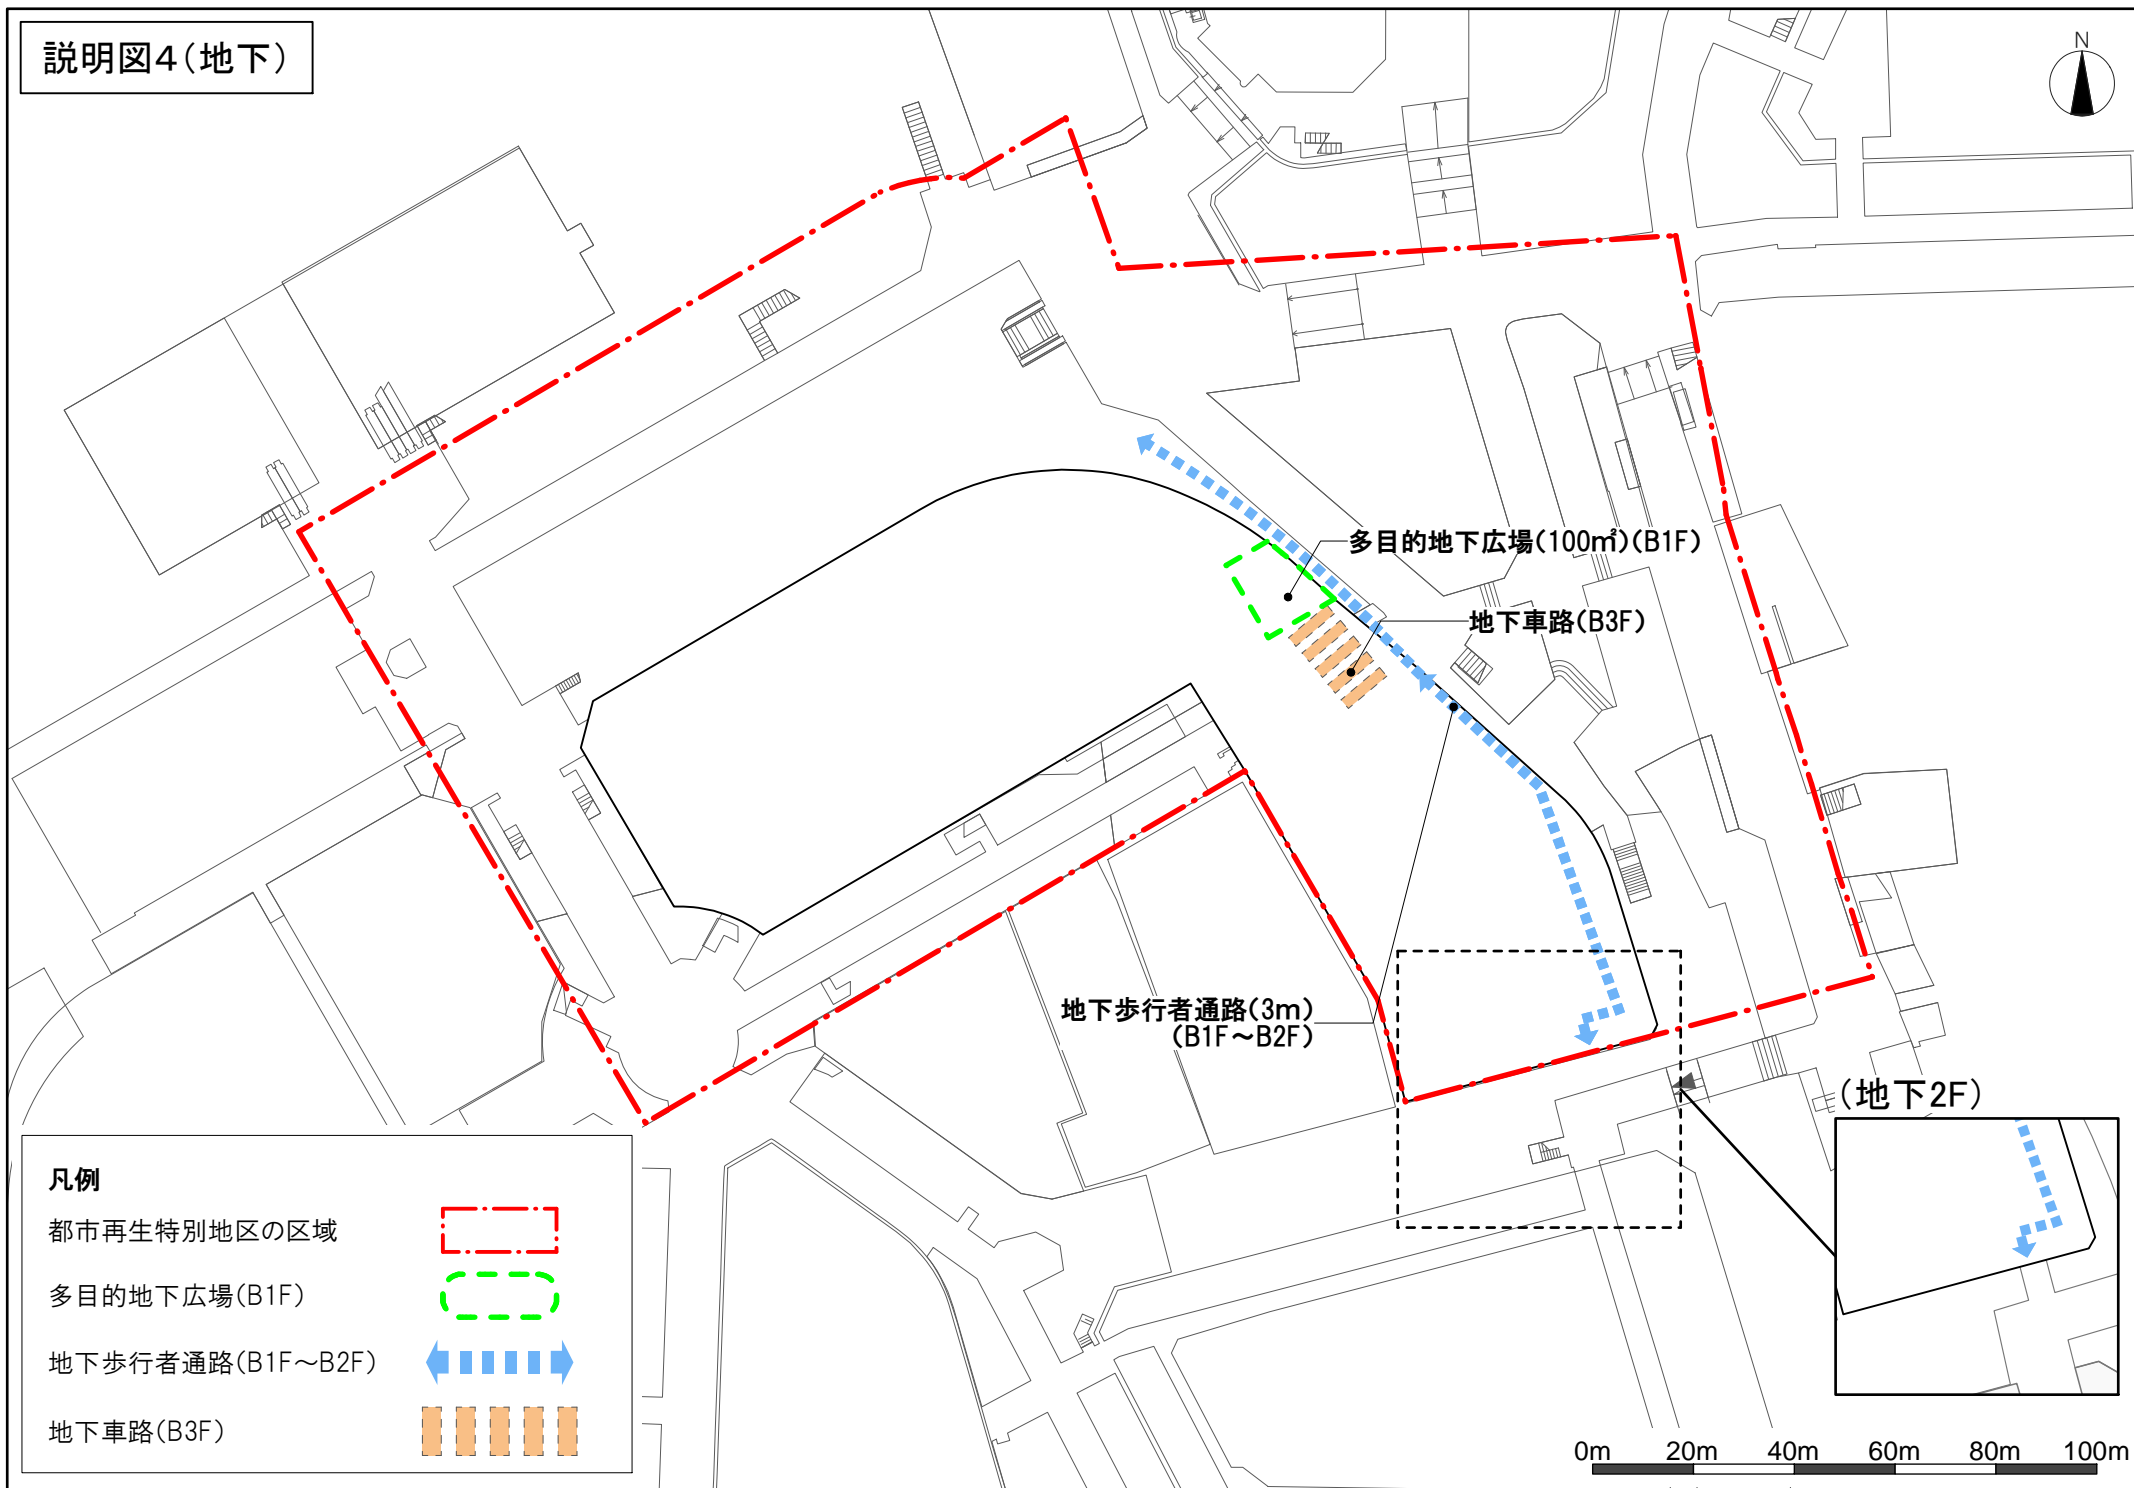 説明図4(地下)
N
多目的地下広場(100㎡)(B1F)
地下車路(B3F)
地下歩行者通路(3m)
(B1F～B2F)
(地下2F)
凡例
都市再生特別地区の区域
多目的地下広場(B1F)
地下歩行者通路(B1F～B2F)
地下車路(B3F)
0m 20m 40m 60m 80m 100m